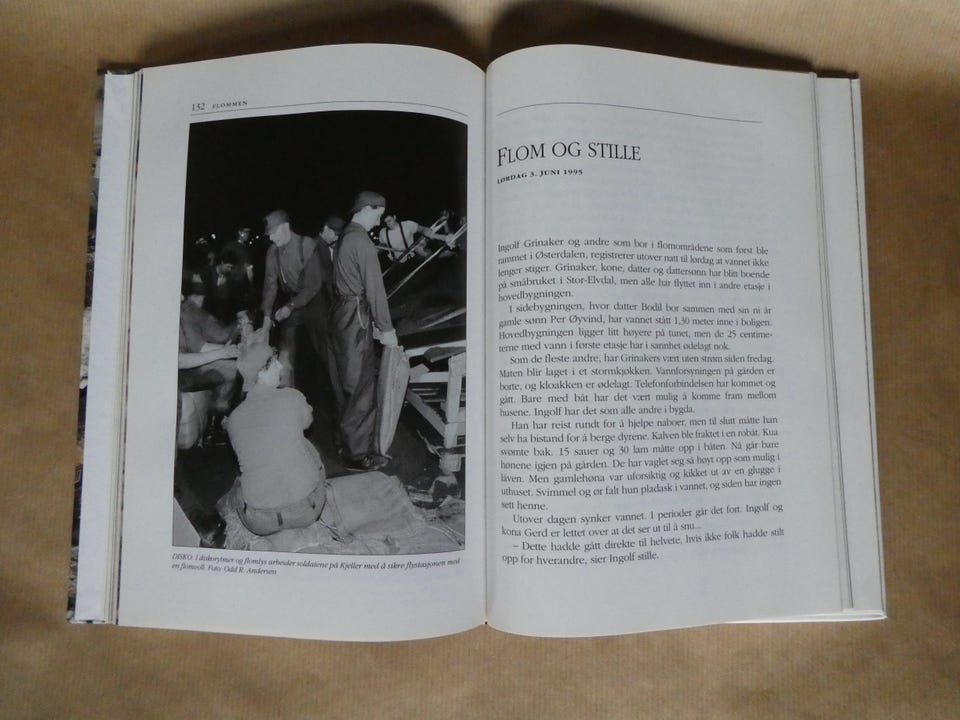 132 FLOMMEN
DISKO: I diskorytmer og flomlys arbeider soldatene på Kjeller med å sikre flystasjonen med
en flomvoll. Foto: Odd R. Andersen
FLOM OG STILLE
LØRDAG 3. JUNI 1995
Ingolf Grinaker og andre som bor i flomområdene som først ble
rammet i Østerdalen, registrerer utover natt til lørdag at vannet ikke
lenger stiger. Grinaker, kone, datter og dattersønn har blitt boende
på småbruket i Stor-Elvdal, men alle har flyttet inn i andre etasje i
hovedbygningen.
I sidebygningen, hvor datter Bodil bor sammen med sin ni år
gamle sønn Per Øyvind, har vannet stått 1,30 meter inne i boligen.
Hovedbygningen ligger litt høyere på tunet, men de 25 centime-
terne med vann i første etasje har i sannhet ødelagt nok.
Som de fleste andre, har Grinakers vært uten strøm siden fredag.
Maten blir laget i et stormkjøkken. Vannforsyningen på gården er
borte, og kloakken er ødelagt. Telefonforbindelsen har kommet og
gått. Bare med båt har det vært mulig å komme fram mellom
husene. Ingolf har det som alle andre i bygda.
Han har reist rundt for å hjelpe naboer, men til slutt måtte han
selv ha bistand for å berge dyrene. Kalven ble fraktet i en robåt. Kua
svømte bak. 15 sauer og 30 lam måtte opp i båten. Nå går bare
hønene igjen på gården. De har vaglet seg så høyt opp som mulig i
låven. Men gamlehøna var uforsiktig og kikket ut av en glugge i
uthuset. Svimmel og ør falt hun pladask i vannet, og siden har ingen
sett henne.
Utover dagen synker vannet. I perioder går det fort. Ingolf og
kona Gerd er lettet over at det ser ut til å snu...
– Dette hadde gått direkte til helvete, hvis ikke folk hadde stilt
opp for hverandre, sier Ingolf stille.